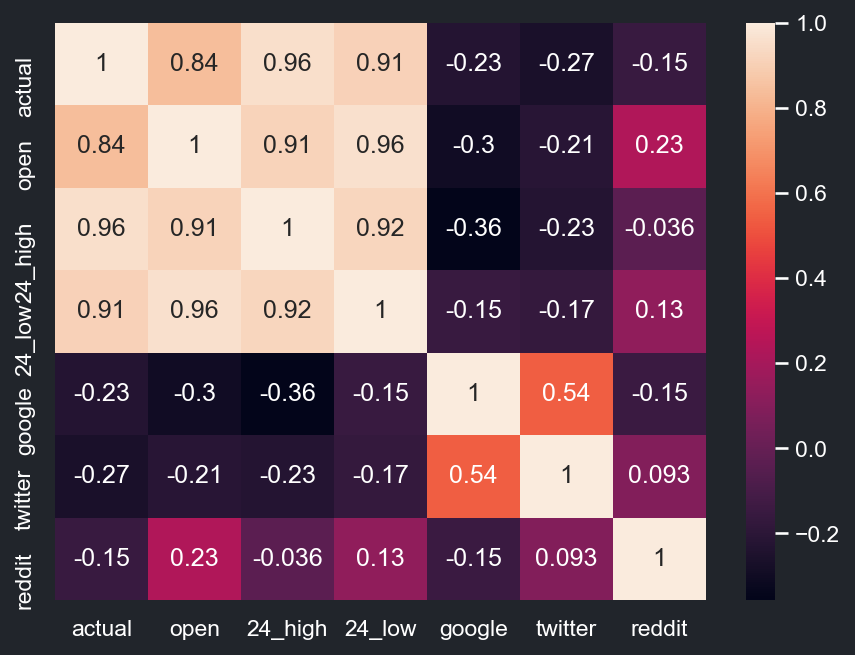 actual 1 0.84 0.96 0.91 -0.23 -0.27 -0.15
open 0.84 1 0.91 0.96 -0.3 -0.21 0.23
24_high 0.96 0.91 1 0.92 -0.36 -0.23 -0.036
24_low 0.91 0.96 0.92 1 -0.15 -0.17 0.13
google -0.23 -0.3 -0.36 -0.15 1 0.54 -0.15
twitter -0.27 -0.21 -0.23 -0.17 0.54 1 0.093
reddit -0.15 0.23 -0.036 0.13 -0.15 0.093 1
actual open 24_high 24_low google twitter reddit
1.0
0.8
0.6
0.4
0.2
0.0
−0.2